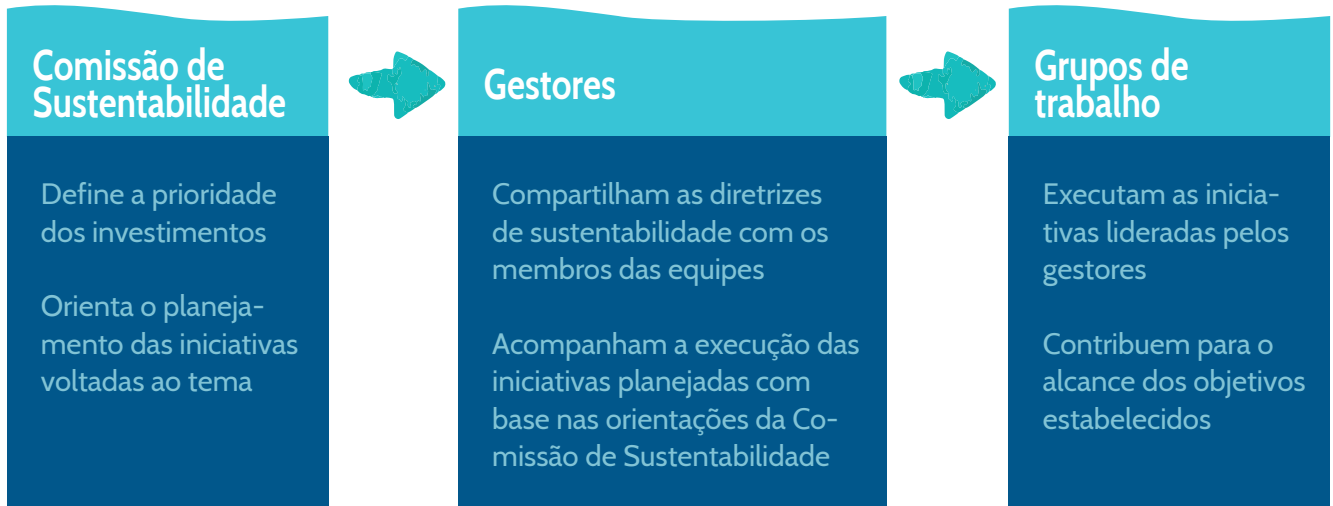 Comissão de
Sustentabilidade
Define a prioridade
dos investimentos
Orienta o planeja-
mento das iniciativas
voltadas ao tema
Gestores
Compartilham as diretrizes
de sustentabilidade com os
membros das equipes
Acompanham a execução das
iniciativas planejadas com
base nas orientações da Co-
missão de Sustentabilidade
Grupos de
trabalho
Executam as inicia-
tivas lideradas pelos
gestores
Contribuem para o
alcance dos objetivos
estabelecidos